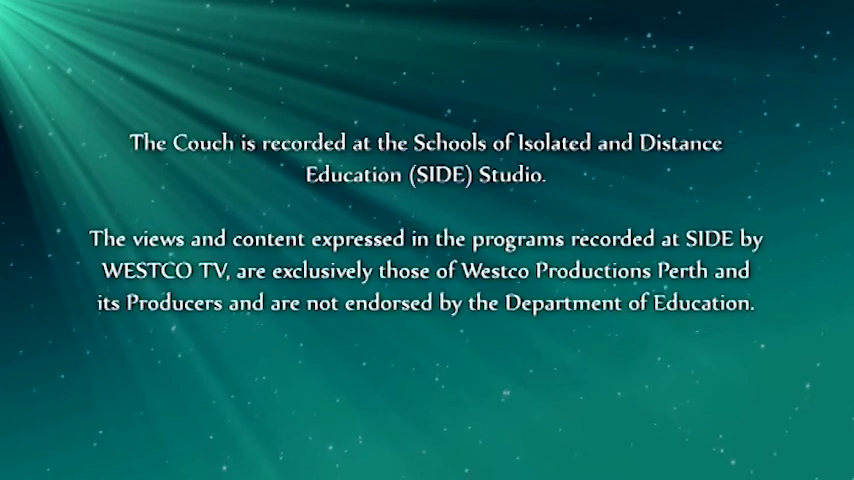 The Couch is recorded at the Schools of Isolated and Distance
Education (SIDE) Studio.
The views and content expressed in the programs recorded at SIDE by
WESTCO TV, are exclusively those of Westco Productions Perth and
its Producers and are not endorsed by the Department of Education.